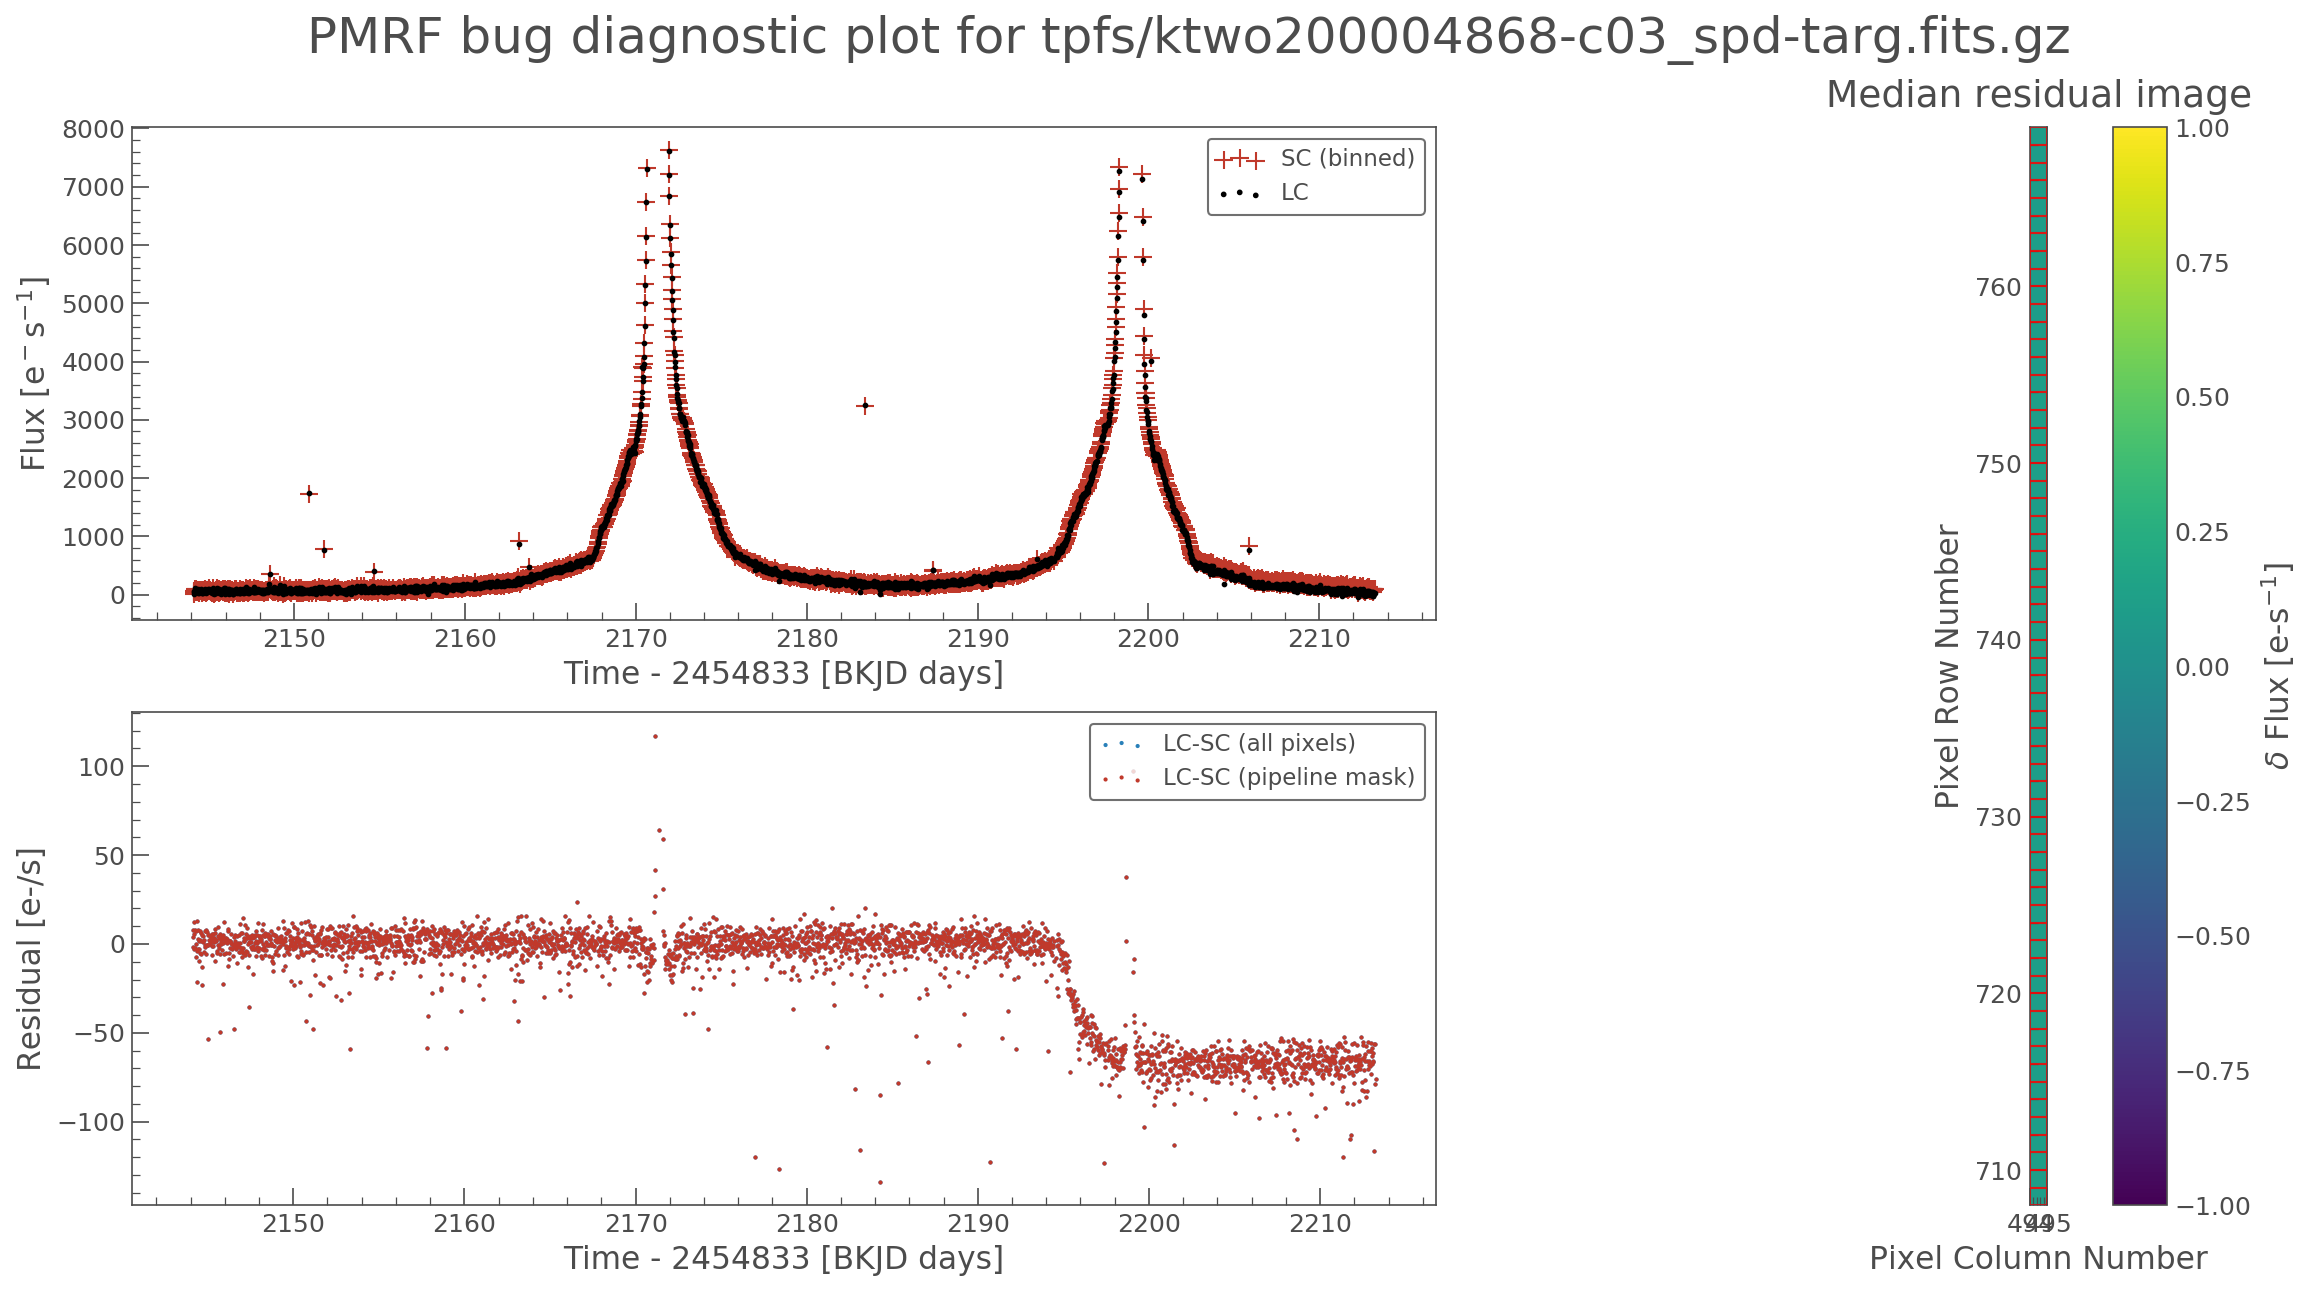 PMRF bug diagnostic plot for tpfs/ktwo200004868-c03_spd-targ.fits.gz
Median residual image
8000
7000
6000
5000
4000
3000
2000
1000
0
Flux [e⁻ s⁻¹]
SC (binned)
LC
2150 2160 2170 2180 2190 2200 2210
Time - 2454833 [BKJD days]
100
50
0
−50
−100
Residual [e-/s]
LC-SC (all pixels)
LC-SC (pipeline mask)
2150 2160 2170 2180 2190 2200 2210
Time - 2454833 [BKJD days]
760
750
740
730
720
710
Pixel Row Number
494 495
Pixel Column Number
1.00
0.75
0.50
0.25
0.00
−0.25
−0.50
−0.75
−1.00
δ Flux [e-s⁻¹]